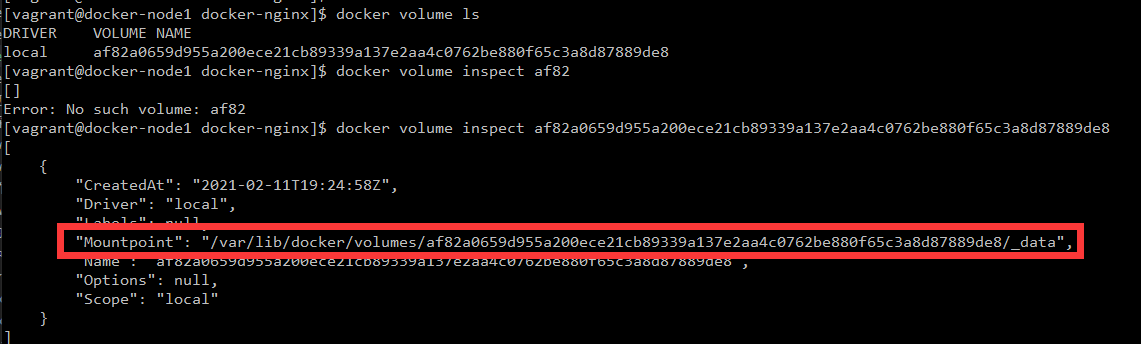 [vagrant@docker-node1 docker-nginx]$ docker volume ls
DRIVER    VOLUME NAME
local     af82a0659d955a200ece21cb89339a137e2aa4c0762be880f65c3a8d87889de8
[vagrant@docker-node1 docker-nginx]$ docker volume inspect af82
[]
Error: No such volume: af82
[vagrant@docker-node1 docker-nginx]$ docker volume inspect af82a0659d955a200ece21cb89339a137e2aa4c0762be880f65c3a8d87889de8
[
    {
        "CreatedAt": "2021-02-11T19:24:58Z",
        "Driver": "local",
        "Labels": null,
        "Mountpoint": "/var/lib/docker/volumes/af82a0659d955a200ece21cb89339a137e2aa4c0762be880f65c3a8d87889de8/_data",
        "Name": "af82a0659d955a200ece21cb89339a137e2aa4c0762be880f65c3a8d87889de8",
        "Options": null,
        "Scope": "local"
    }
]